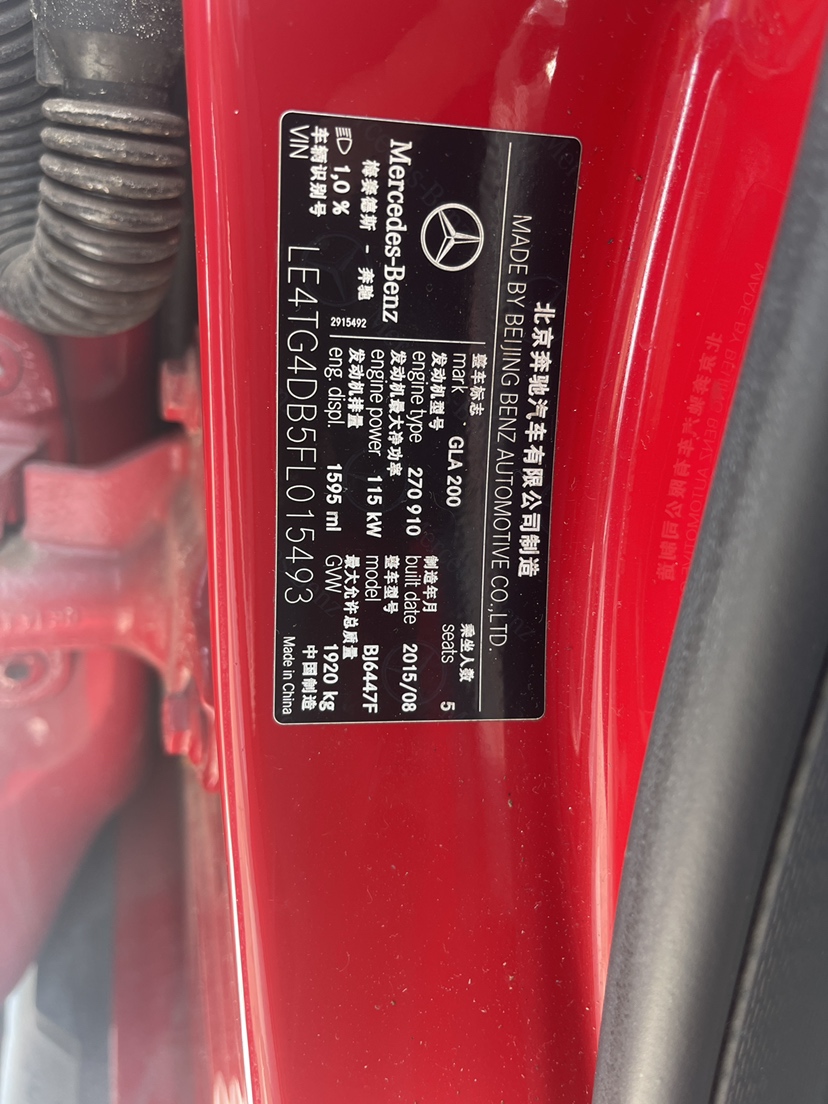 北京奔驰汽车有限公司制造
MADE BY BEIJING BENZ AUTOMOTIVE CO.,LTD.
Mercedes-Benz
梅赛德斯 - 奔驰
1,0 %
2915492
整车标志
mark GLA 200
乘坐人数
seats 5
发动机型号
engine type 270 910
制造年月
built date 2015/08
发动机最大净功率
engine power 115 kW
整车型号
model BJ6447F
发动机排量
eng. displ. 1595 ml
最大允许总质量
GVW 1920 kg
车辆识别号
VIN LE4TG4DB5FL015493
中国制造
Made in China